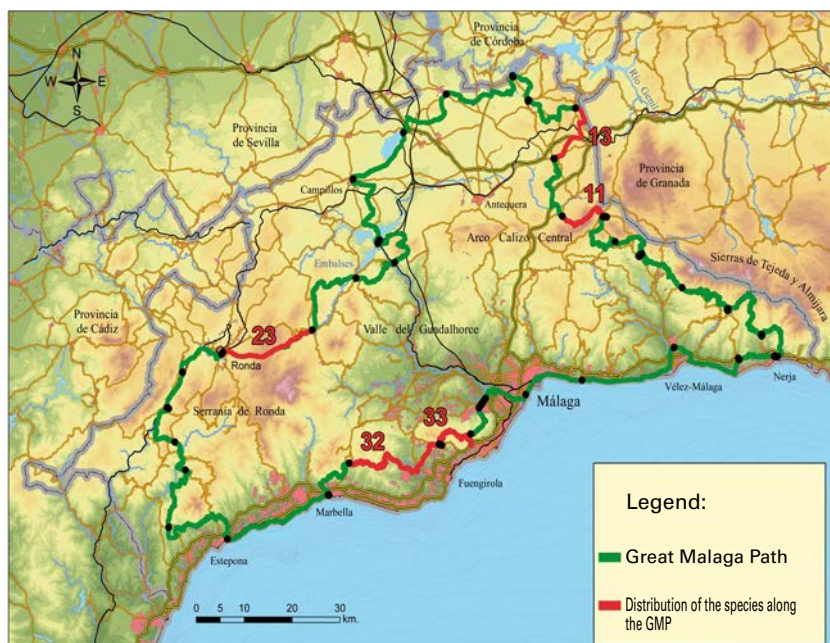 Provincia
de Córdoba
N
W E
S
Río Genil
Provincia
de Sevilla
13
Provincia
de Granada
Campillos
11
Antequera
Arco Calizo Central
Sierras de Tejeda y Almijara
Embalses
Provincia
de Cádiz
23
Valle del Guadalhorce
Ronda
Vélez-Málaga
Nerja
Málaga
Serranía de Ronda
33
32
Fuengirola
Marbella
Estepona
0 5 10 20 30
km.
Legend:
Great Malaga Path
Distribution of the species along
the GMP